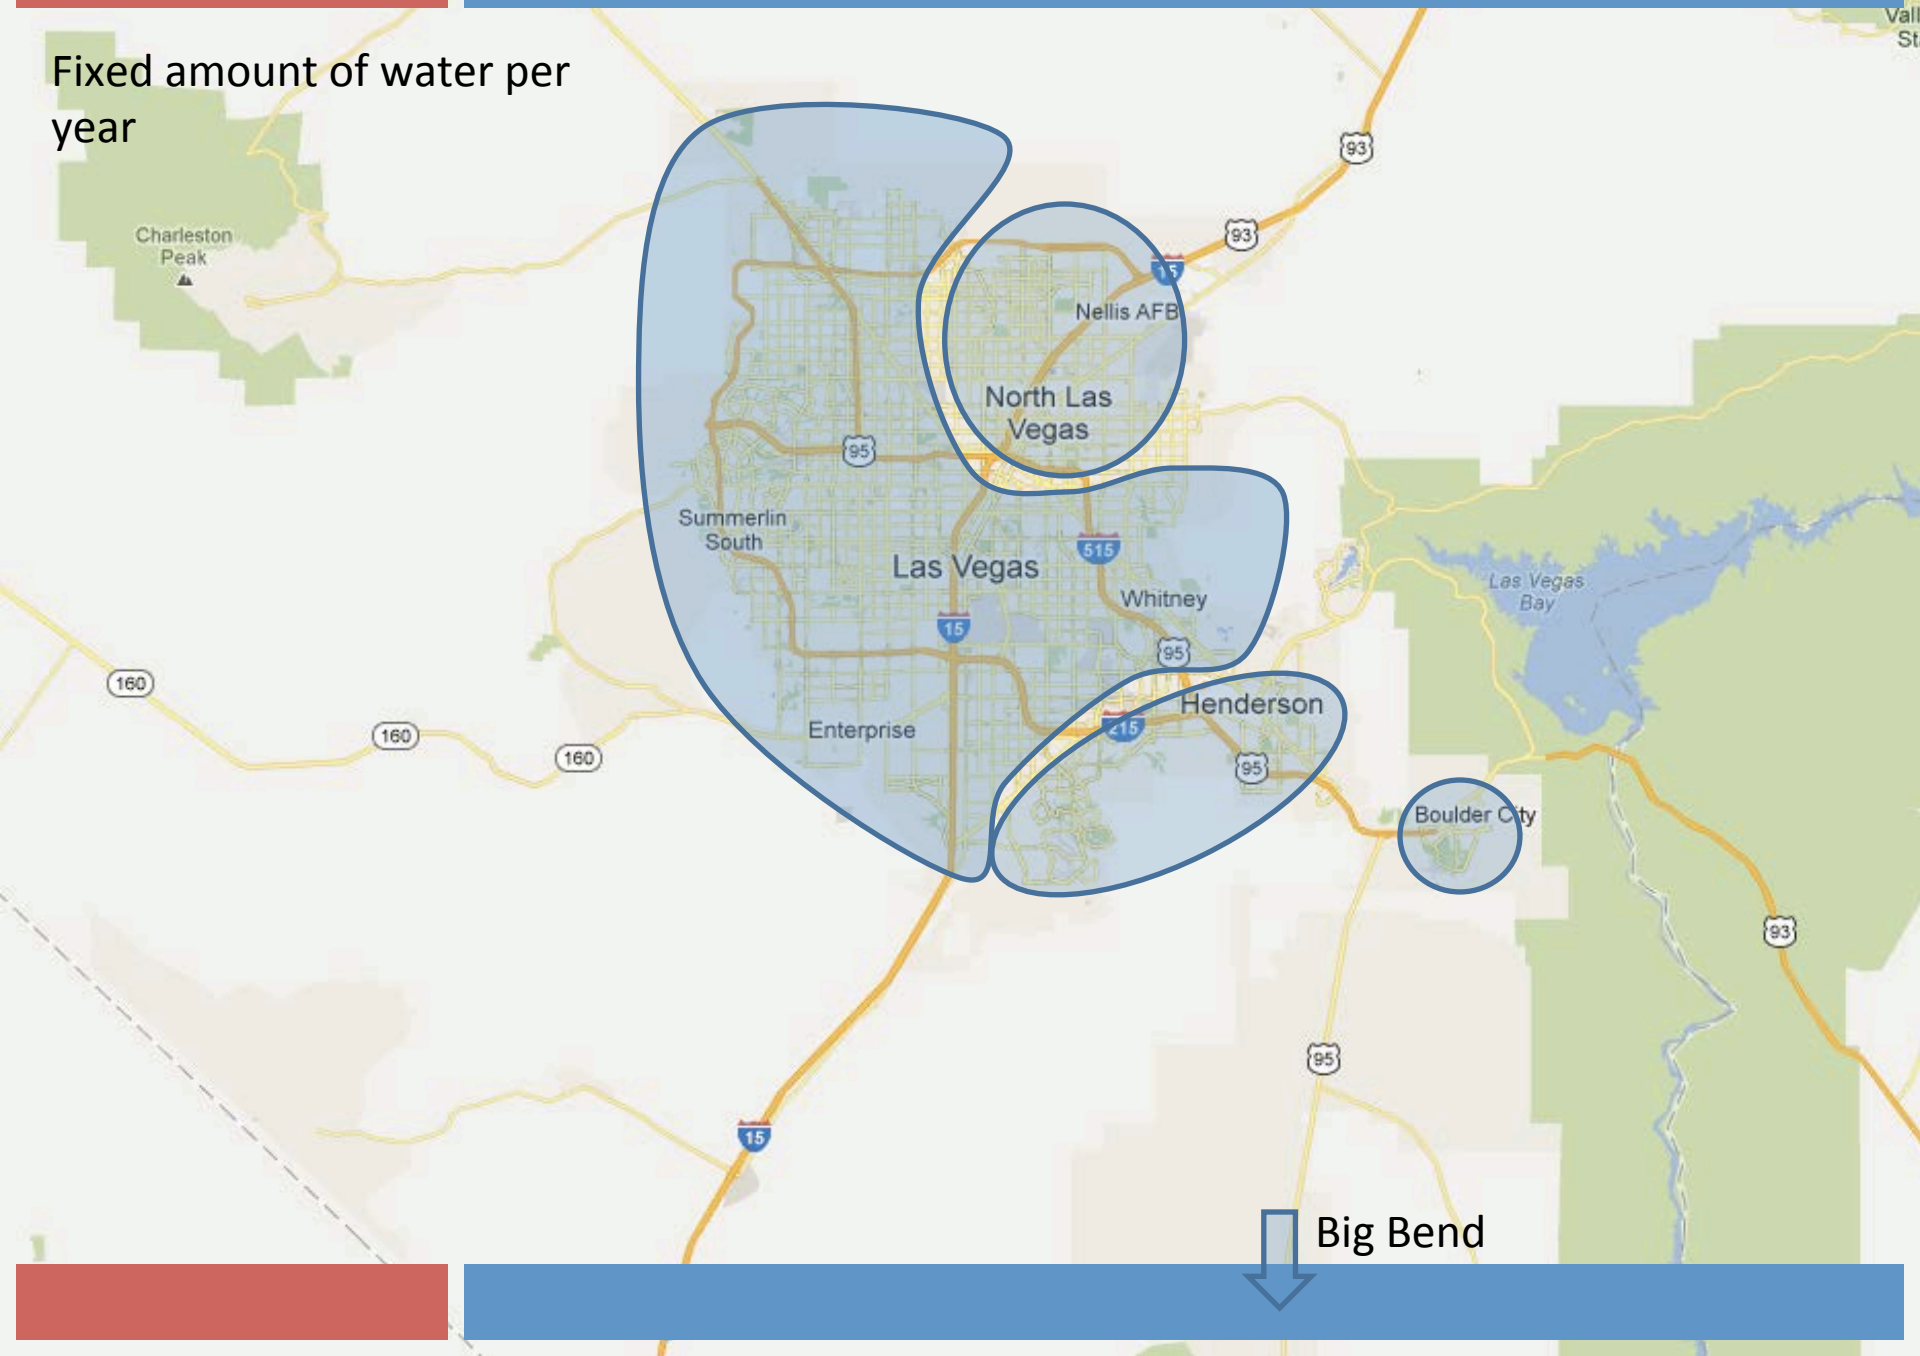 Vall
St
Fixed amount of water per
year
93
93
Charleston
Peak
15
Nellis AFB
North Las
Vegas
95
Summerlin
South
515
Las Vegas
Las Vegas
Bay
Whitney
15
95
160
Henderson
215
Enterprise
160
160
95
Boulder City
93
95
15
Big Bend